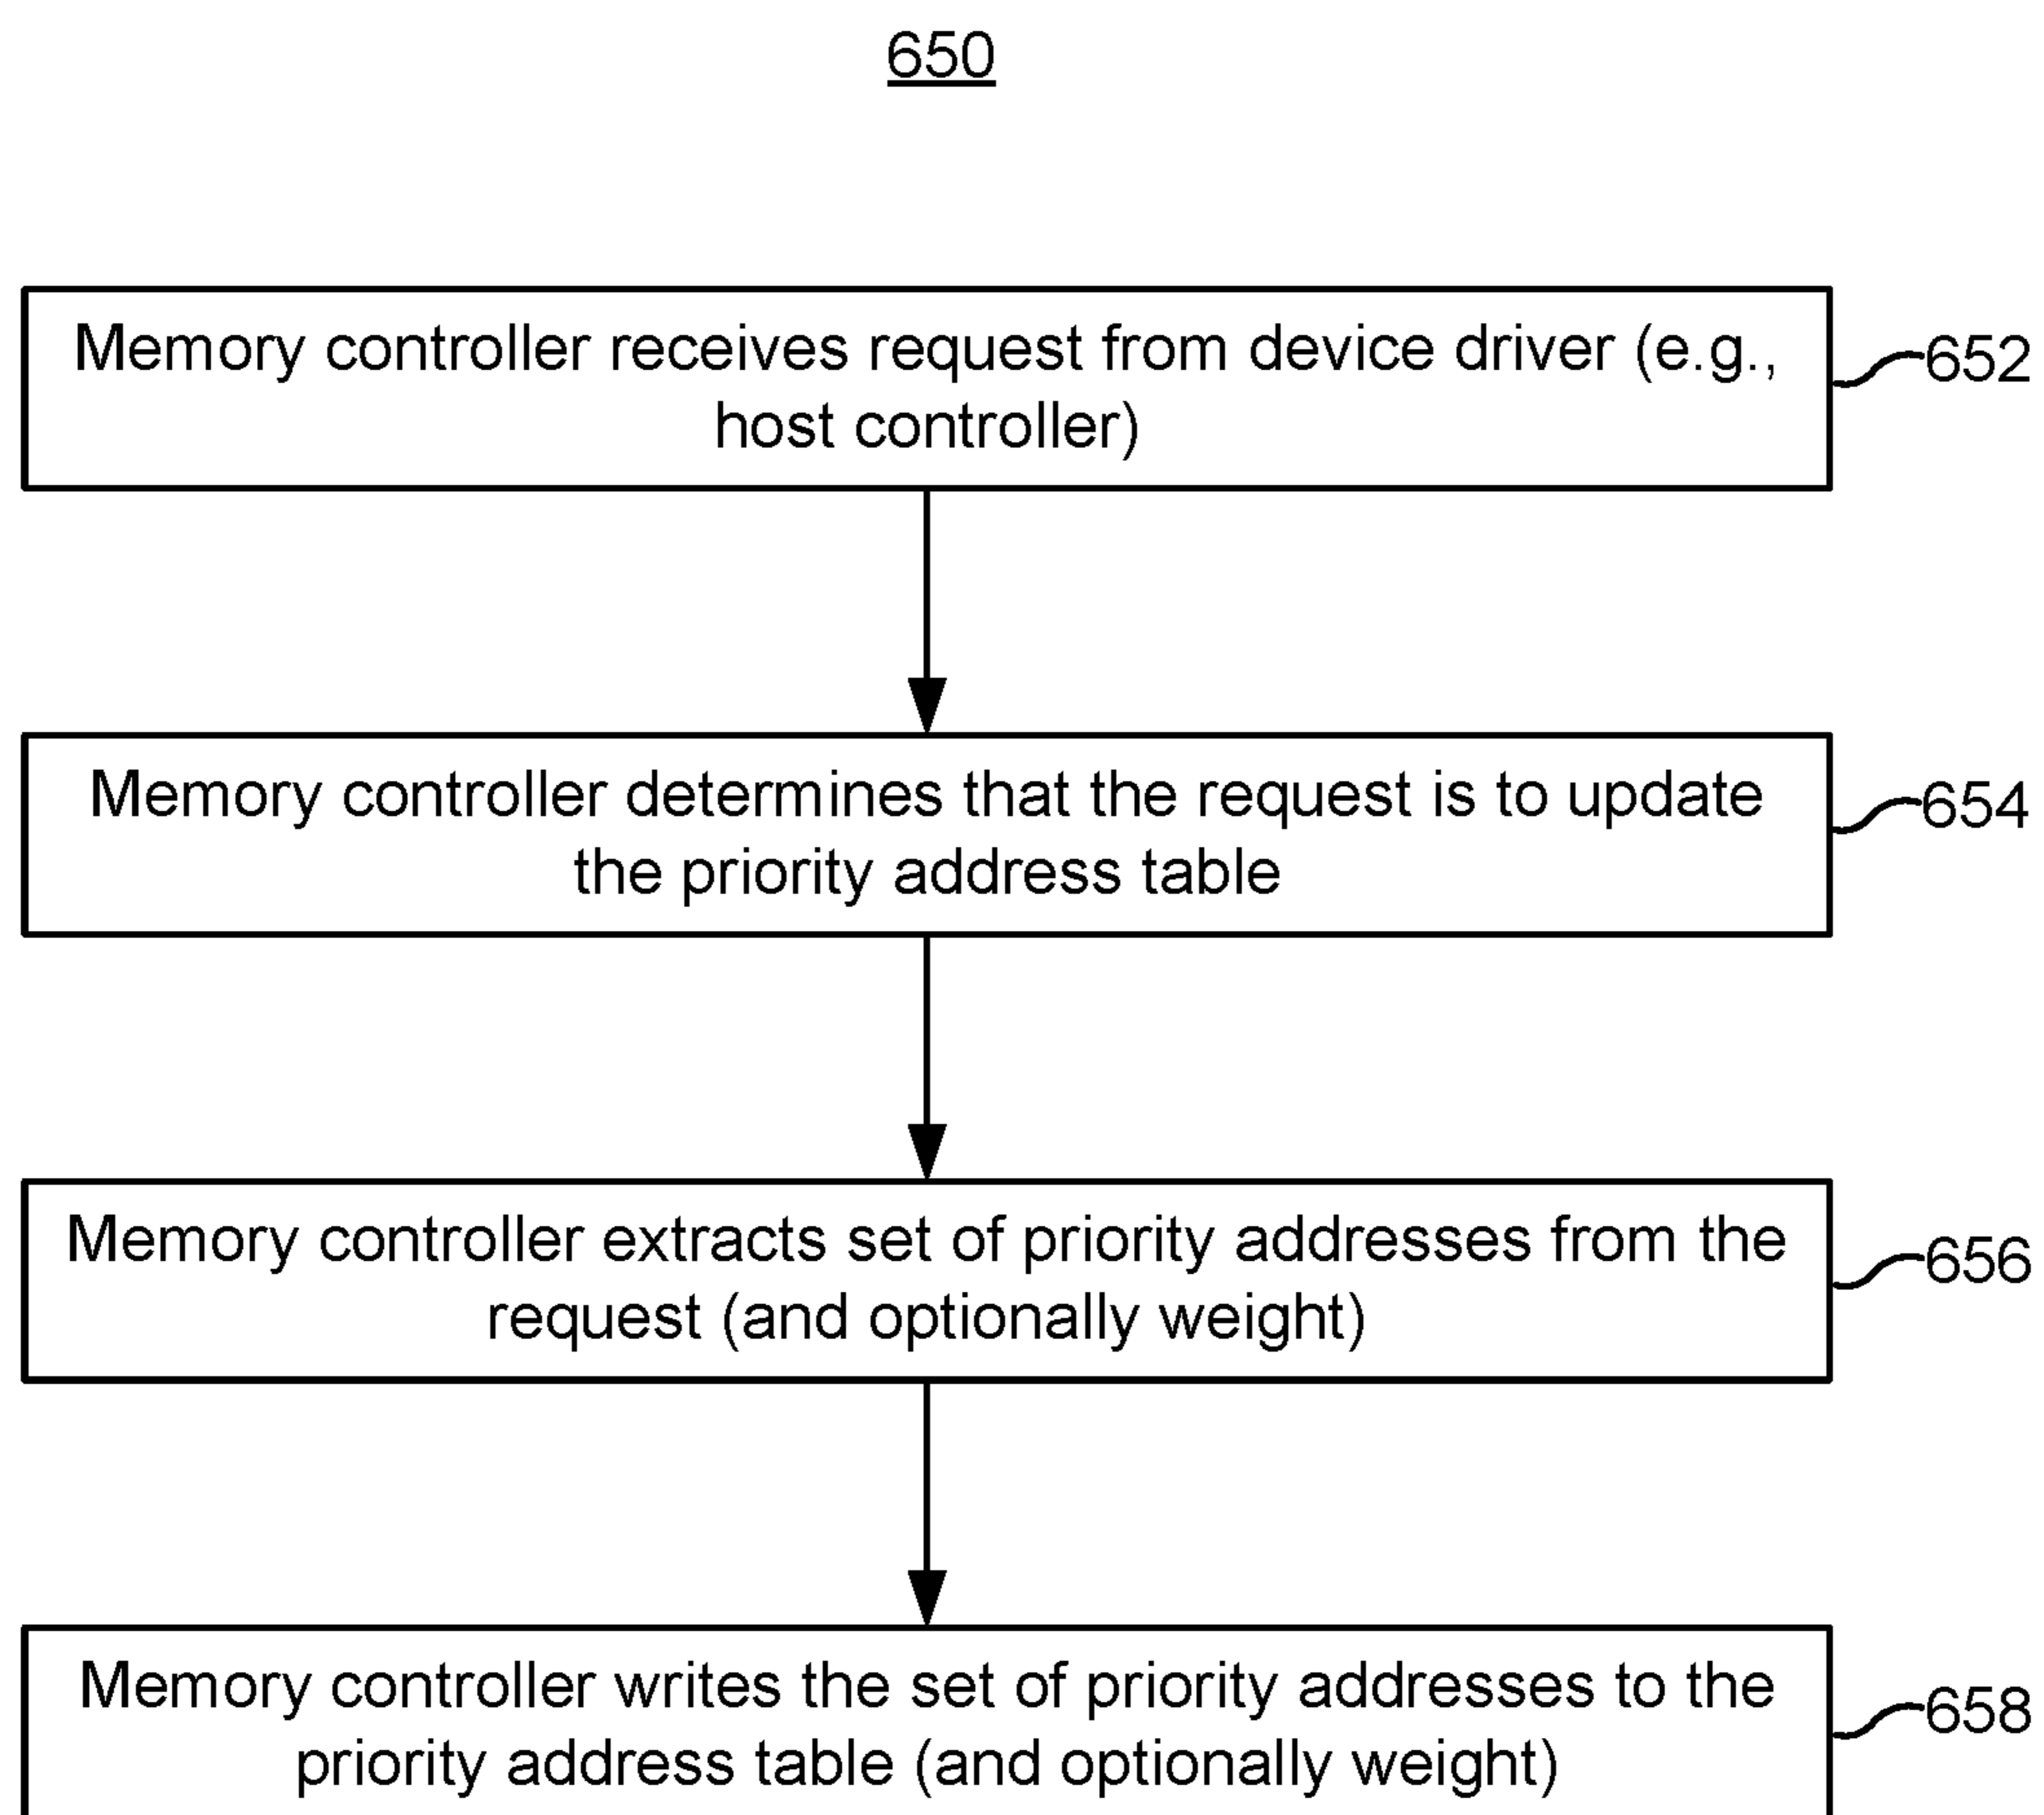 650
Memory controller receives request from device driver (e.g.,
host controller)
652
Memory controller determines that the request is to update
the priority address table
654
Memory controller extracts set of priority addresses from the
request (and optionally weight)
656
Memory controller writes the set of priority addresses to the
priority address table (and optionally weight)
658